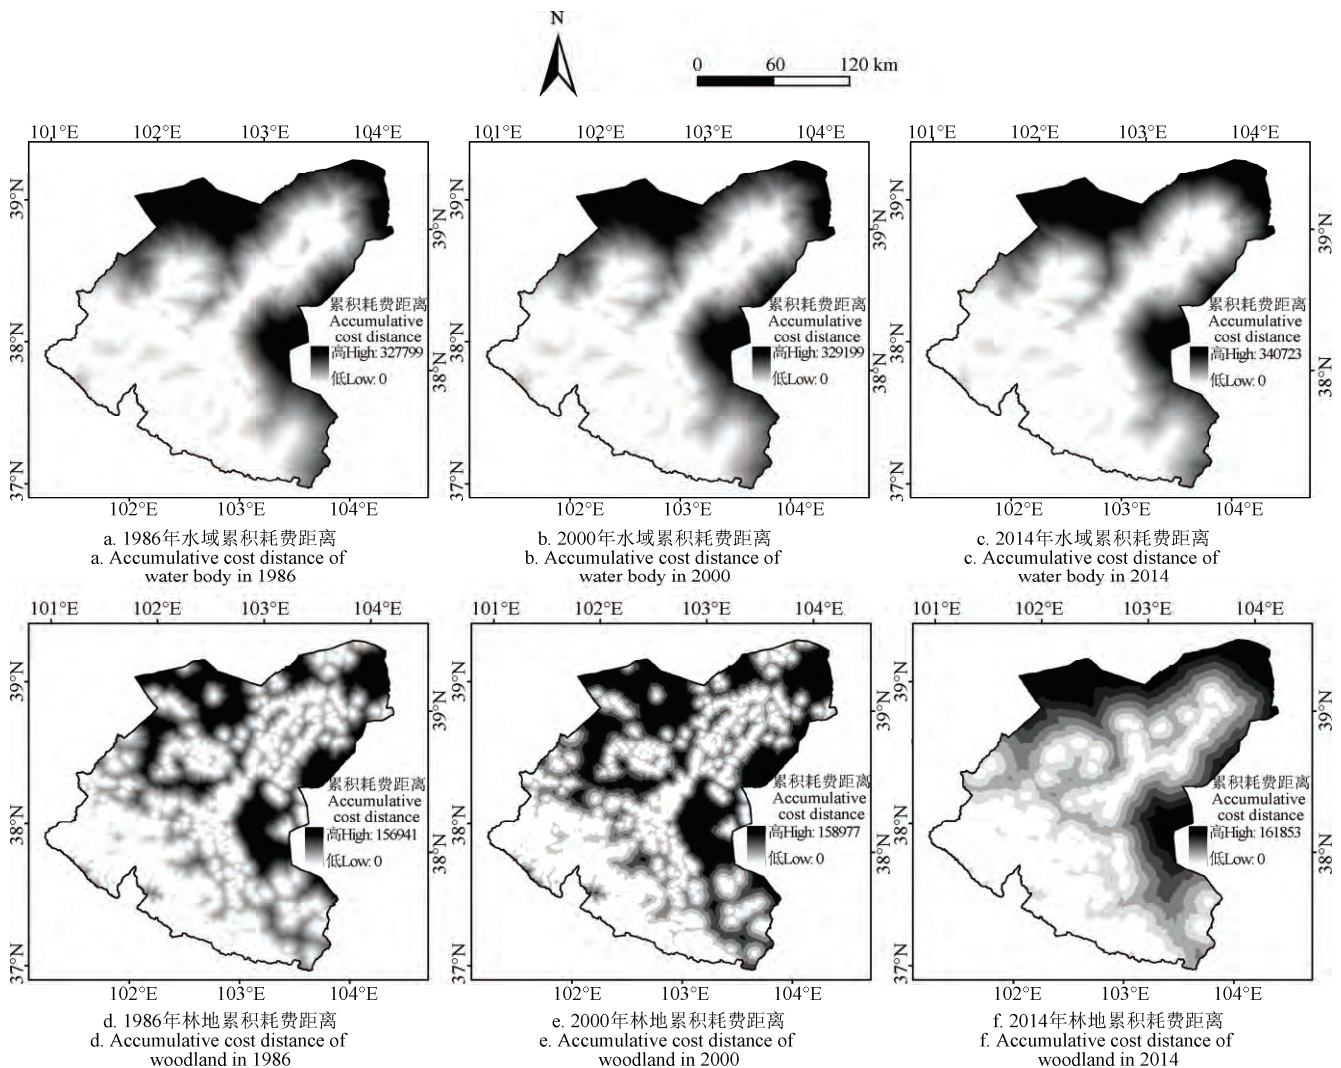 N
0 60 120 km
101°E 102°E 103°E 104°E
101°E 102°E 103°E 104°E
101°E 102°E 103°E 104°E
39°N 38°N 37°N
39°N 38°N
累积耗费距离
Accumulative
cost distance
高High: 327799
低Low: 0
39°N 38°N 37°N
39°N 38°N
累积耗费距离
Accumulative
cost distance
高High: 329199
低Low: 0
39°N 38°N 37°N
39°N 38°N
累积耗费距离
Accumulative
cost distance
高High: 340723
低Low: 0
102°E 103°E 104°E
102°E 103°E 104°E
102°E 103°E 104°E
a. 1986年水域累积耗费距离
a. Accumulative cost distance of
water body in 1986
b. 2000年水域累积耗费距离
b. Accumulative cost distance of
water body in 2000
c. 2014年水域累积耗费距离
c. Accumulative cost distance of
water body in 2014
101°E 102°E 103°E 104°E
101°E 102°E 103°E 104°E
101°E 102°E 103°E 104°E
39°N 38°N 37°N
39°N 38°N
累积耗费距离
Accumulative
cost distance
高High: 156941
低Low: 0
39°N 38°N 37°N
39°N 38°N
累积耗费距离
Accumulative
cost distance
高High: 158977
低Low: 0
39°N 38°N 37°N
39°N 38°N
累积耗费距离
Accumulative
cost distance
高High: 161853
低Low: 0
102°E 103°E 104°E
102°E 103°E 104°E
102°E 103°E 104°E
d. 1986年林地累积耗费距离
d. Accumulative cost distance of
woodland in 1986
e. 2000年林地累积耗费距离
e. Accumulative cost distance of
woodland in 2000
f. 2014年林地累积耗费距离
f. Accumulative cost distance of
woodland in 2014